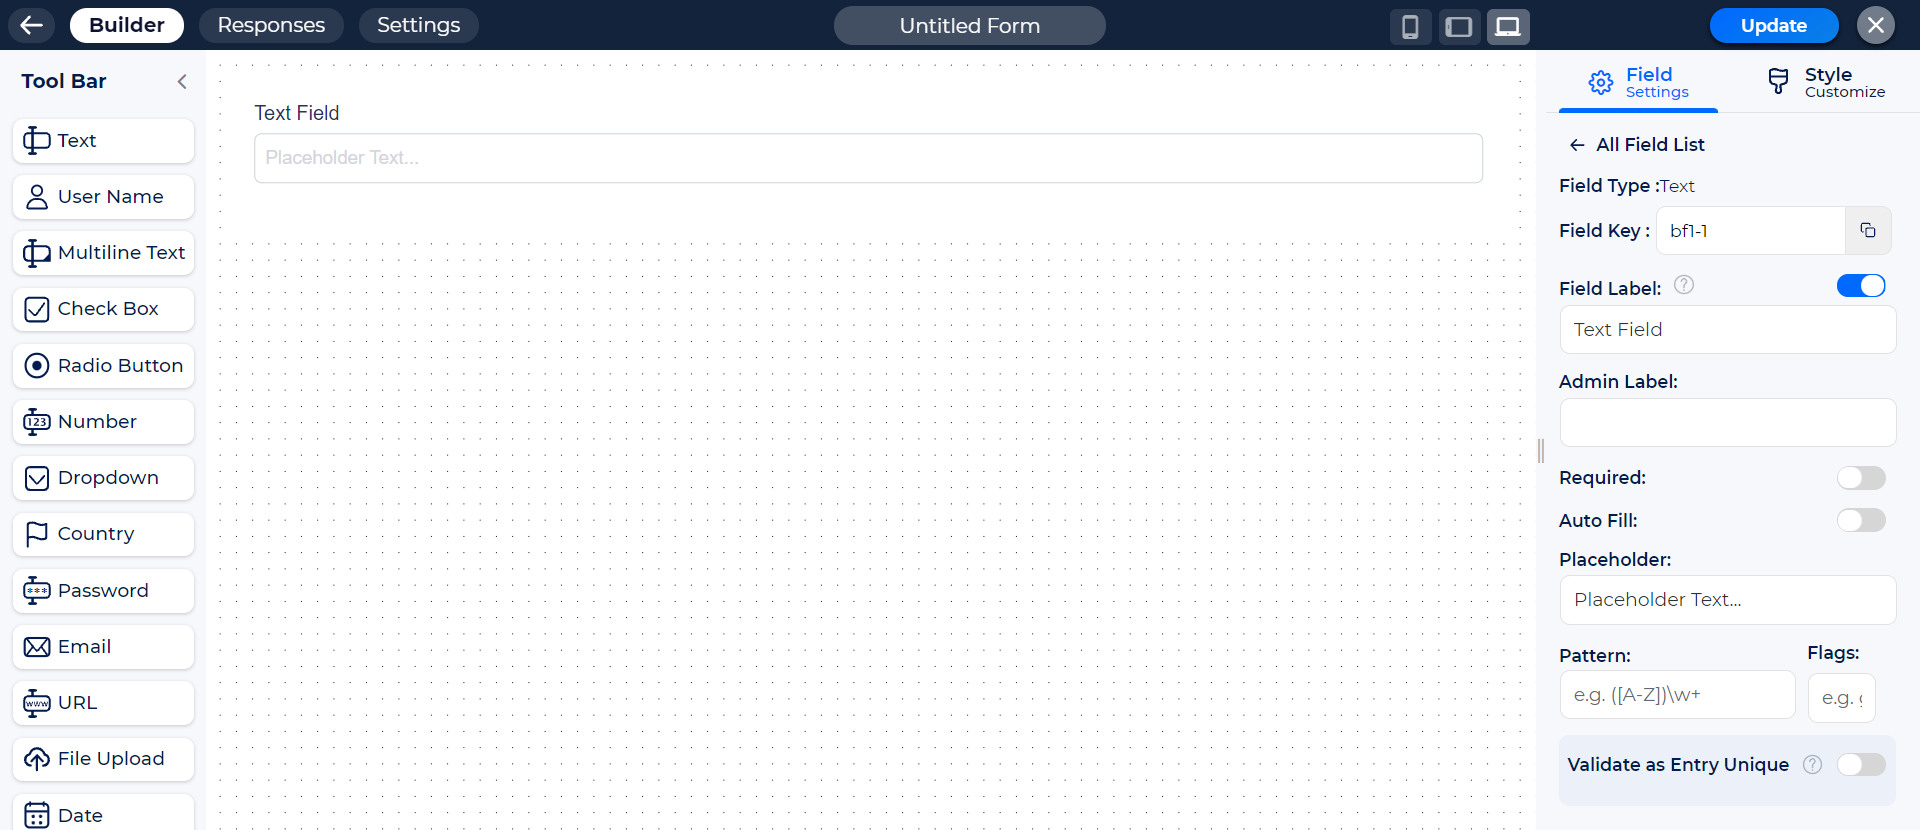 Builder
Responses
Settings
Untitled Form
Update
Tool Bar
Text
User Name
Multiline Text
Check Box
Radio Button
123
Number
Dropdown
Country
***
Password
Email
www
URL
File Upload
Date
Text Field
Placeholder Text...
Field
Settings
Style
Customize
All Field List
Field Type :Text
Field Key :
bf1-1
Field Label:
?
Text Field
Admin Label:
Required:
Auto Fill:
Placeholder:
Placeholder Text...
Pattern:
Flags:
e.g. ([A-Z])\w+
e.g.
Validate as Entry Unique
?